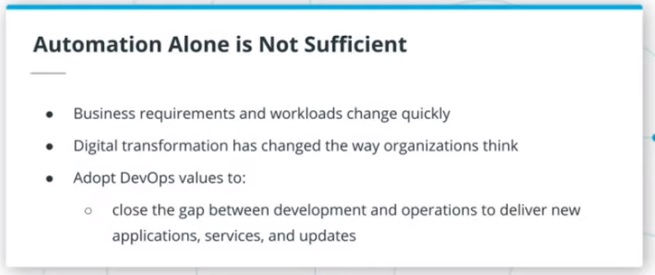 Automation Alone is Not Sufficient
● Business requirements and workloads change quickly
● Digital transformation has changed the way organizations think
● Adopt DevOps values to:
○ close the gap between development and operations to deliver new
applications, services, and updates